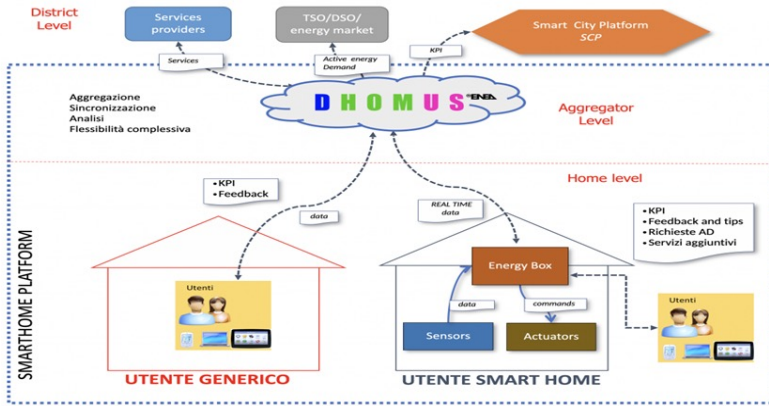 District
Level
Services
providers
TSO/DSO/
energy market
Smart City Platform
SCP
Services
Active energy
Demand
KPI
Aggregazione
Sincronizzazione
Analisi
Flessibilità complessiva
DHOMUS
ENEA
Aggregator
Level
Home level
•KPI
•Feedback
data
REAL TIME
data
•KPI
•Feedback and tips
•Richieste AD
•Servizi aggiuntivi
SMARTHOME PLATFORM
Utenti
Energy Box
data
commands
Sensors
Actuators
Utenti
UTENTE GENERICO
UTENTE SMART HOME